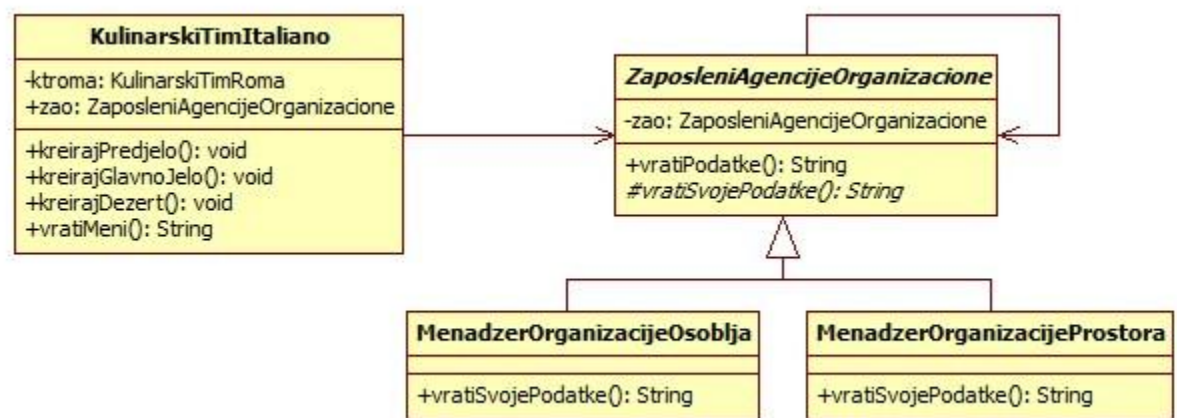 KulinarskiTimItaliano
-ktroma: KulinarskiTimRoma
+zao: ZaposleniAgencijeOrganizacione
+kreirajPredjelo(): void
+kreirajGlavnoJelo(): void
+kreirajDezert(): void
+vratiMeni(): String
ZaposleniAgencijeOrganizacione
-zao: ZaposleniAgencijeOrganizacione
+vratiPodatke(): String
#vratiSvojePodatke(): String
MenadzerOrganizacijeOsoblja
+vratiSvojePodatke(): String
MenadzerOrganizacijeProstora
+vratiSvojePodatke(): String